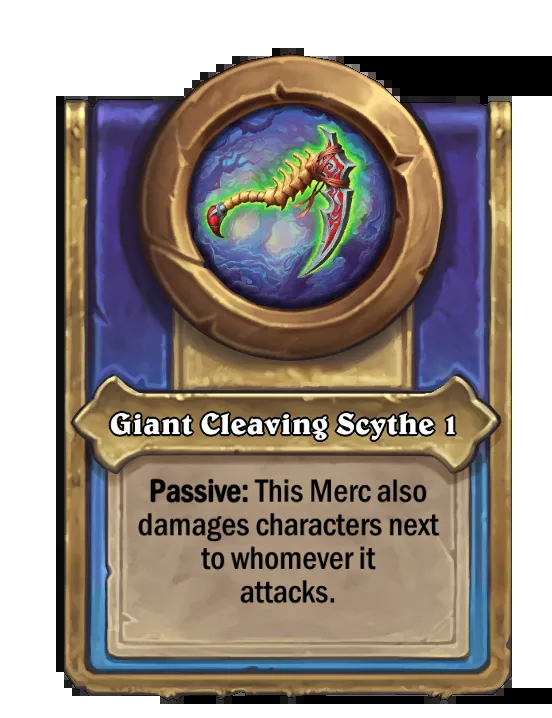 Giant Cleaving Scythe 1
Passive: This Merc also
damages characters next
to whomever it
attacks.